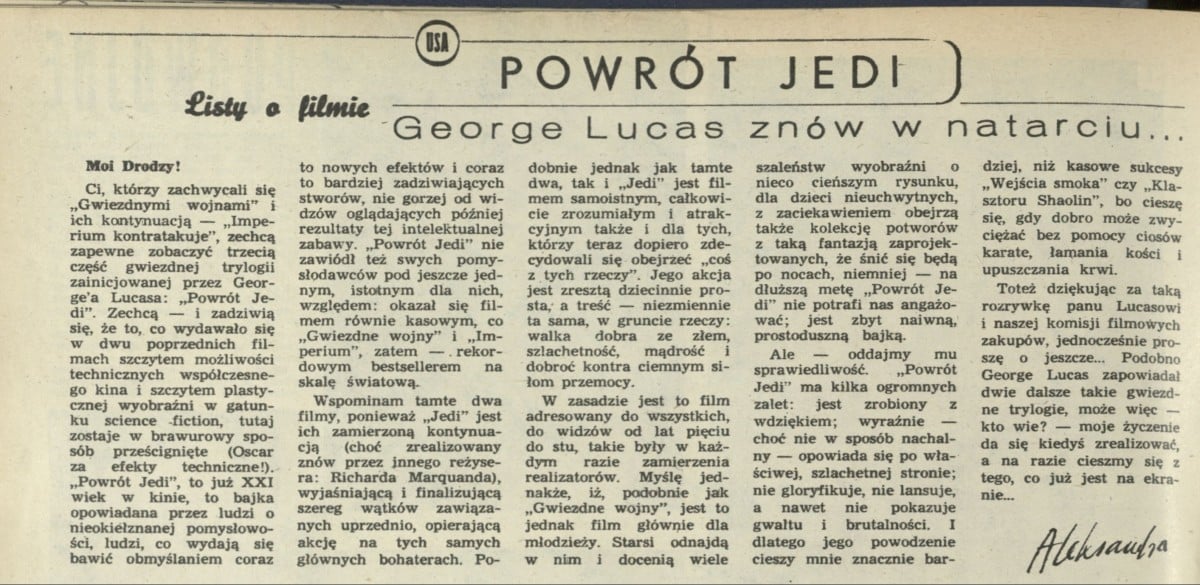 USA
POWRÓT JEDI
Listy o filmie
George Lucas znów w natarciu...
Moi Drodzy!
Ci, którzy zachwycali się
„Gwiezdnymi wojnami" i
ich kontynuacją — „Impe-
rium kontratakuje", zechcą
zapewne zobaczyć trzecią
część gwiezdnej trylogii
zainicjowanej przez Geor-
ge'a Lucasa: „Powrót Je-
di". Zechcą — i zadziwią
się, że to, co wydawało się
w dwu poprzednich fil-
mach szczytem możliwości
technicznych współczesne-
go kina i szczytem plasty-
cznej wyobraźni w gatun-
ku science fiction, tutaj
zostaje w brawurowy spo-
sób prześcignięte (Oscar
za efekty techniczne!).
„Powrót Jedi", to już XXI
wiek w kinie, to bajka
opowiadana przez ludzi o
nieokiełznanej pomysłowo-
ści, ludzi, co wydają się
bawić obmyślaniem coraz
to nowych efektów i coraz
to bardziej zadziwiających
stworów, nie gorzej od wi-
dzów oglądających później
rezultaty tej intelektualnej
zabawy. „Powrót Jedi" nie
zawiódł też swych pomy-
słodawców pod jeszcze jed-
nym, istotnym dla nich,
względem: okazał się fil-
mem równie kasowym, co
„Gwiezdne wojny" i „Im-
perium", zatem — rekor-
dowym bestsellerem na
skalę światową.
Wspominam tamte dwa
filmy, ponieważ „Jedi" jest
ich zamierzoną kontynua-
cją (choć zrealizowany
znów przez jnnego reżyse-
ra: Richarda Marquanda),
wyjaśniającą i finalizującą
szereg wątków zawiąza-
nych uprzednio, opierającą
akcję na tych samych
głównych bohaterach. Po-
dobnie jednak jak tamte
dwa, tak i „Jedi" jest fil-
mem samoistnym, całkowi-
cie zrozumiałym i atrak-
cyjnym także i dla tych,
którzy teraz dopiero zde-
cydowali się obejrzeć „coś
z tych rzeczy". Jego akcja
jest zresztą dziecinnie pro-
sta, a treść — niezmiennie
ta sama, w gruncie rzeczy:
walka dobra ze złem,
szlachetność, mądrość i
dobroć kontra ciemnym si-
łom przemocy.
W zasadzie jest to film
adresowany do wszystkich,
do widzów od lat pięciu
do stu, takie były w każ-
dym razie zamierzenia
realizatorów. Myślę jed-
nakże, iż, podobnie jak
„Gwiezdne wojny", jest to
jednak film głównie dla
młodzieży. Starsi odnajdą
w nim i docenią wiele
szaleństw wyobraźni o
nieco cieńszym rysunku,
dla dzieci nieuchwytnych,
z zaciekawieniem obejrzą
także kolekcję potworów
z taką fantazją zaprojek-
towanych, że śnić się będą
po nocach, niemniej — na
dłuższą metę „Powrót Je-
di" nie potrafi nas angażo-
wać; jest zbyt naiwną,
prostoduszną bajką.
Ale — oddajmy mu
sprawiedliwość. „Powrót
Jedi" ma kilka ogromnych
zalet: jest zrobiony z
wdziękiem; wyraźnie —
choć nie w sposób nachal-
ny — opowiada się po wła-
ściwej, szlachetnej stronie;
nie gloryfikuje, nie lansuje,
a nawet nie pokazuje
gwałtu i brutalności. I
dlatego jego powodzenie
cieszy mnie znacznie bar-
dziej, niż kasowe sukcesy
„Wejścia smoka" czy „Kla-
sztoru Shaolin", bo cieszę
się, gdy dobro może zwy-
ciężać bez pomocy ciosów
karate, łamania kości i
upuszczania krwi.
Toteż dziękując za taką
rozrywkę panu Lucasowi
i naszej komisji filmowych
zakupów, jednocześnie pro-
szę o jeszcze... Podobno
George Lucas zapowiadał
dwie dalsze takie gwiezd-
ne trylogie, może więc —
kto wie? — moje życzenie
da się kiedyś zrealizować,
a na razie cieszmy się z
tego, co już jest na ekra-
nie...
Aleksandra